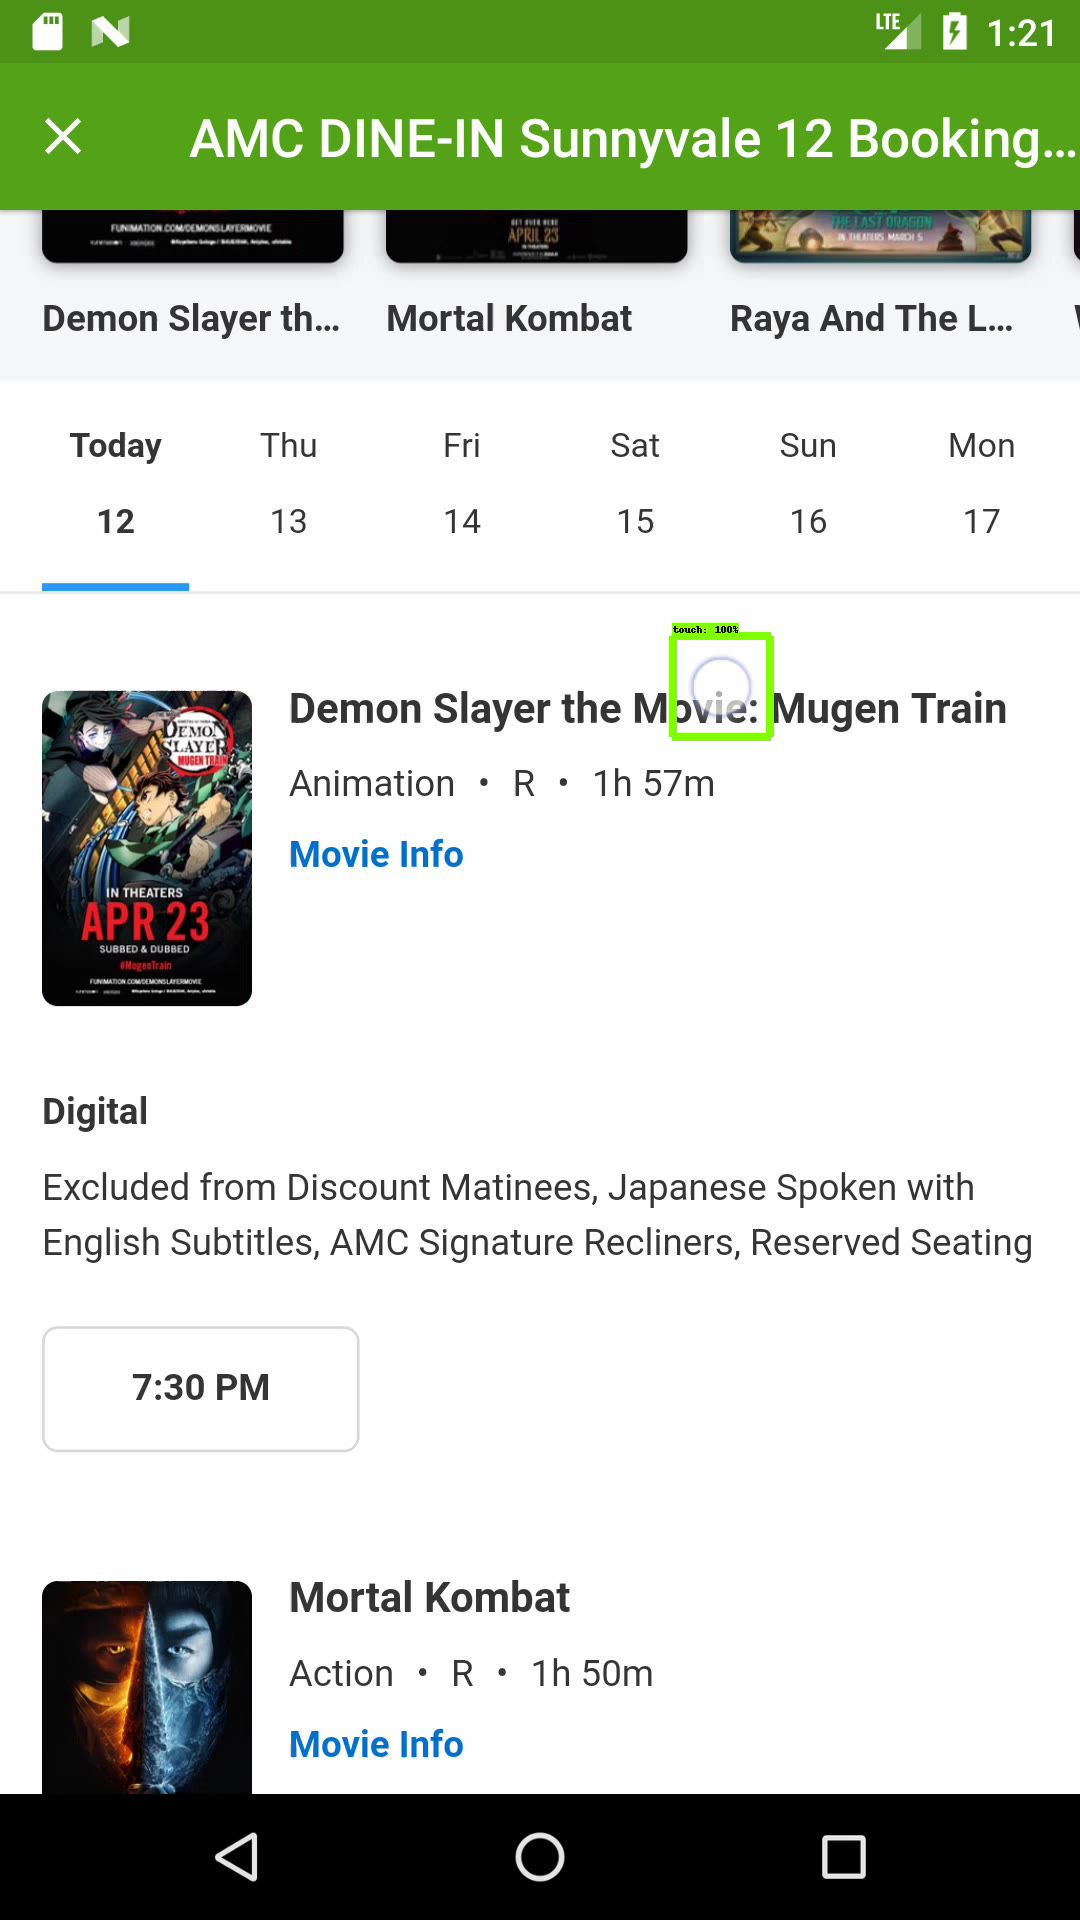 LTE 1:21
AMC DINE-IN Sunnyvale 12 Booking...
FUNIMATION.COM/DEMONSLAYERMOVIE
GET OVER HERE
APRIL 23
THE LAST DRAGON
IN THEATERS MARCH 5
Demon Slayer th... Mortal Kombat Raya And The L...
Today Thu Fri Sat Sun Mon
12 13 14 15 16 17
touch: 100%
Demon Slayer the Movie: Mugen Train
Animation • R • 1h 57m
Movie Info
DEMON
SLAYER
MUGEN TRAIN
IN THEATERS
APR 23
SUBBED & DUBBED
#MugenTrain
FUNIMATION.COM/DEMONSLAYERMOVIE
Digital
Excluded from Discount Matinees, Japanese Spoken with
English Subtitles, AMC Signature Recliners, Reserved Seating
7:30 PM
Mortal Kombat
Action • R • 1h 50m
Movie Info